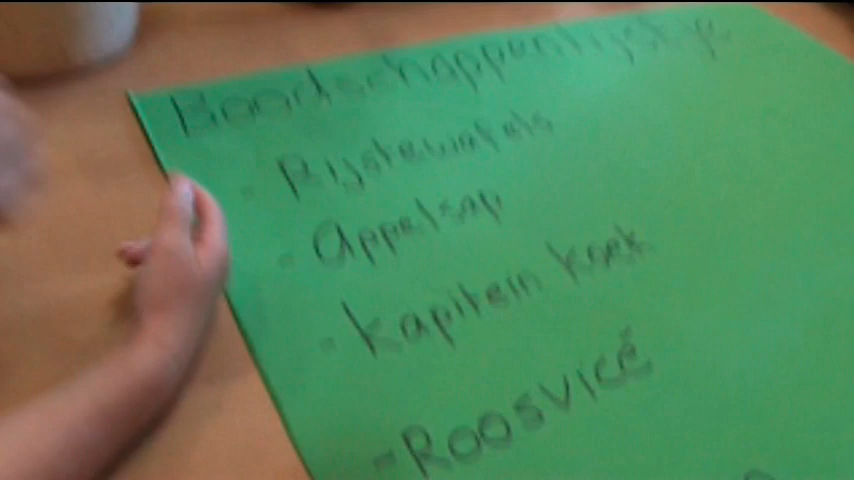 Boodschappenlijstje
- Rijstewafels
- Appelsap
- Kapitein koek
- ROOSVICÉ